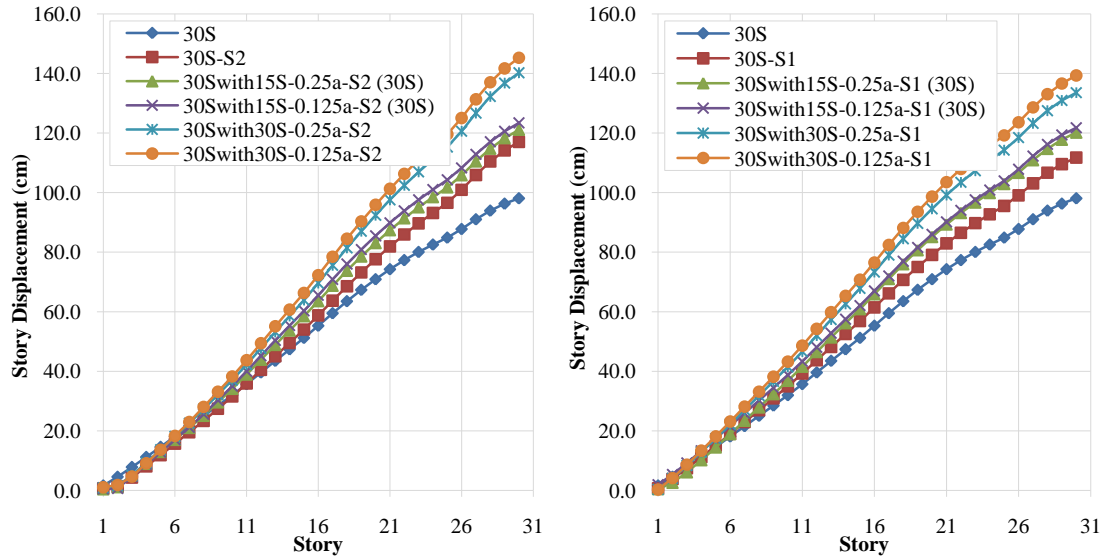 160.0
140.0
120.0
100.0
80.0
60.0
40.0
20.0
0.0
Story Displacement (cm)
30S
30S-S2
30Swith15S-0.25a-S2 (30S)
30Swith15S-0.125a-S2 (30S)
30Swith30S-0.25a-S2
30Swith30S-0.125a-S2
1 6 11 16 21 26 31
Story
160.0
140.0
120.0
100.0
80.0
60.0
40.0
20.0
0.0
Story Displacement (cm)
30S
30S-S1
30Swith15S-0.25a-S1 (30S)
30Swith15S-0.125a-S1 (30S)
30Swith30S-0.25a-S1
30Swith30S-0.125a-S1
1 6 11 16 21 26 31
Story